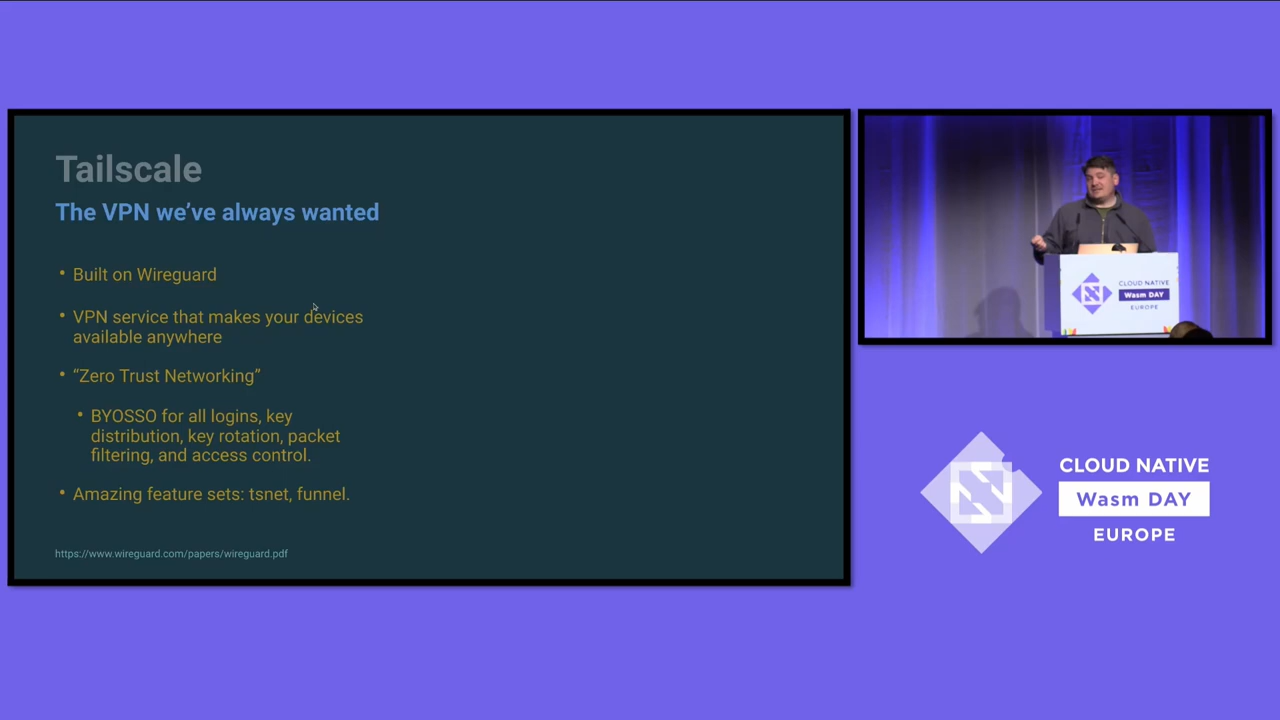 Tailscale
The VPN we’ve always wanted
• Built on Wireguard
• VPN service that makes your devices
available anywhere
• “Zero Trust Networking”
• BYOSSO for all logins, key
distribution, key rotation, packet
filtering, and access control.
• Amazing feature sets: tsnet, funnel.
https://www.wireguard.com/papers/wireguard.pdf
CLOUD NATIVE
Wasm DAY
EUROPE
CLOUD NATIVE
Wasm DAY
EUROPE